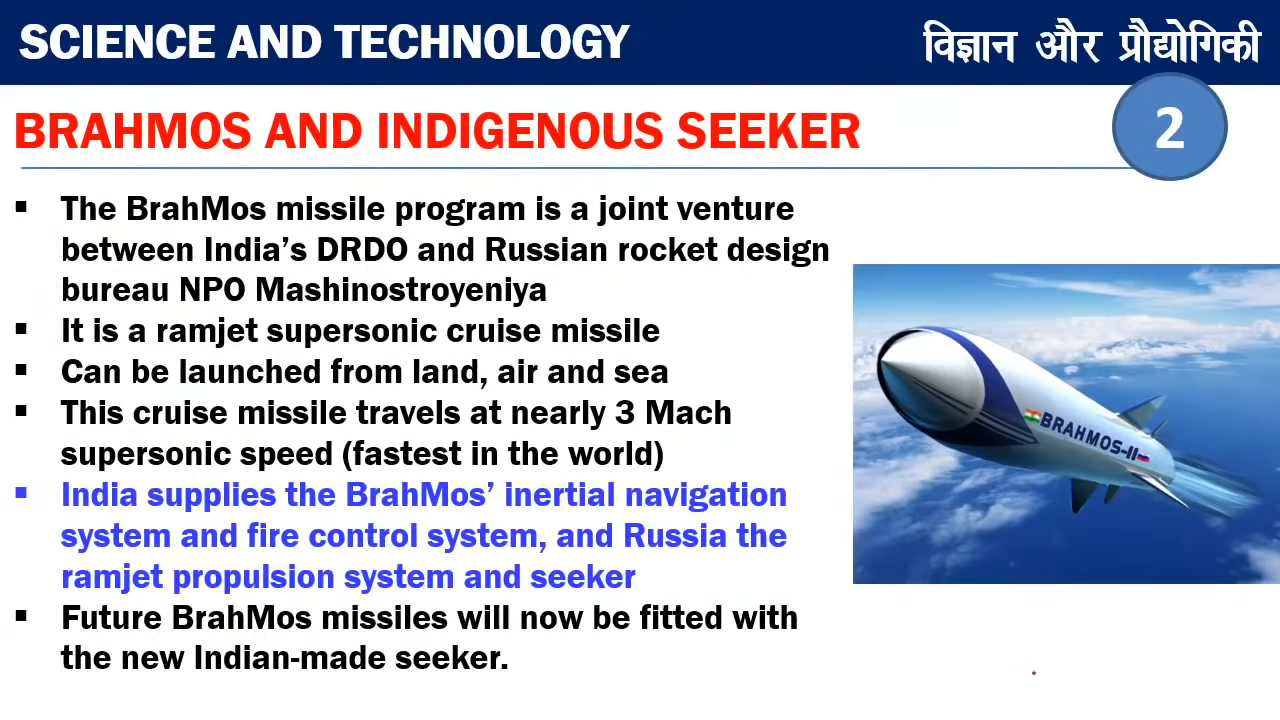 SCIENCE AND TECHNOLOGY
विज्ञान और प्रौद्योगिकी
BRAHMOS AND INDIGENOUS SEEKER
2
▪ The BrahMos missile program is a joint venture
between India’s DRDO and Russian rocket design
bureau NPO Mashinostroyeniya
▪ It is a ramjet supersonic cruise missile
▪ Can be launched from land, air and sea
▪ This cruise missile travels at nearly 3 Mach
supersonic speed (fastest in the world)
▪ India supplies the BrahMos’ inertial navigation
system and fire control system, and Russia the
ramjet propulsion system and seeker
▪ Future BrahMos missiles will now be fitted with
the new Indian-made seeker.
BRAHMOS-II